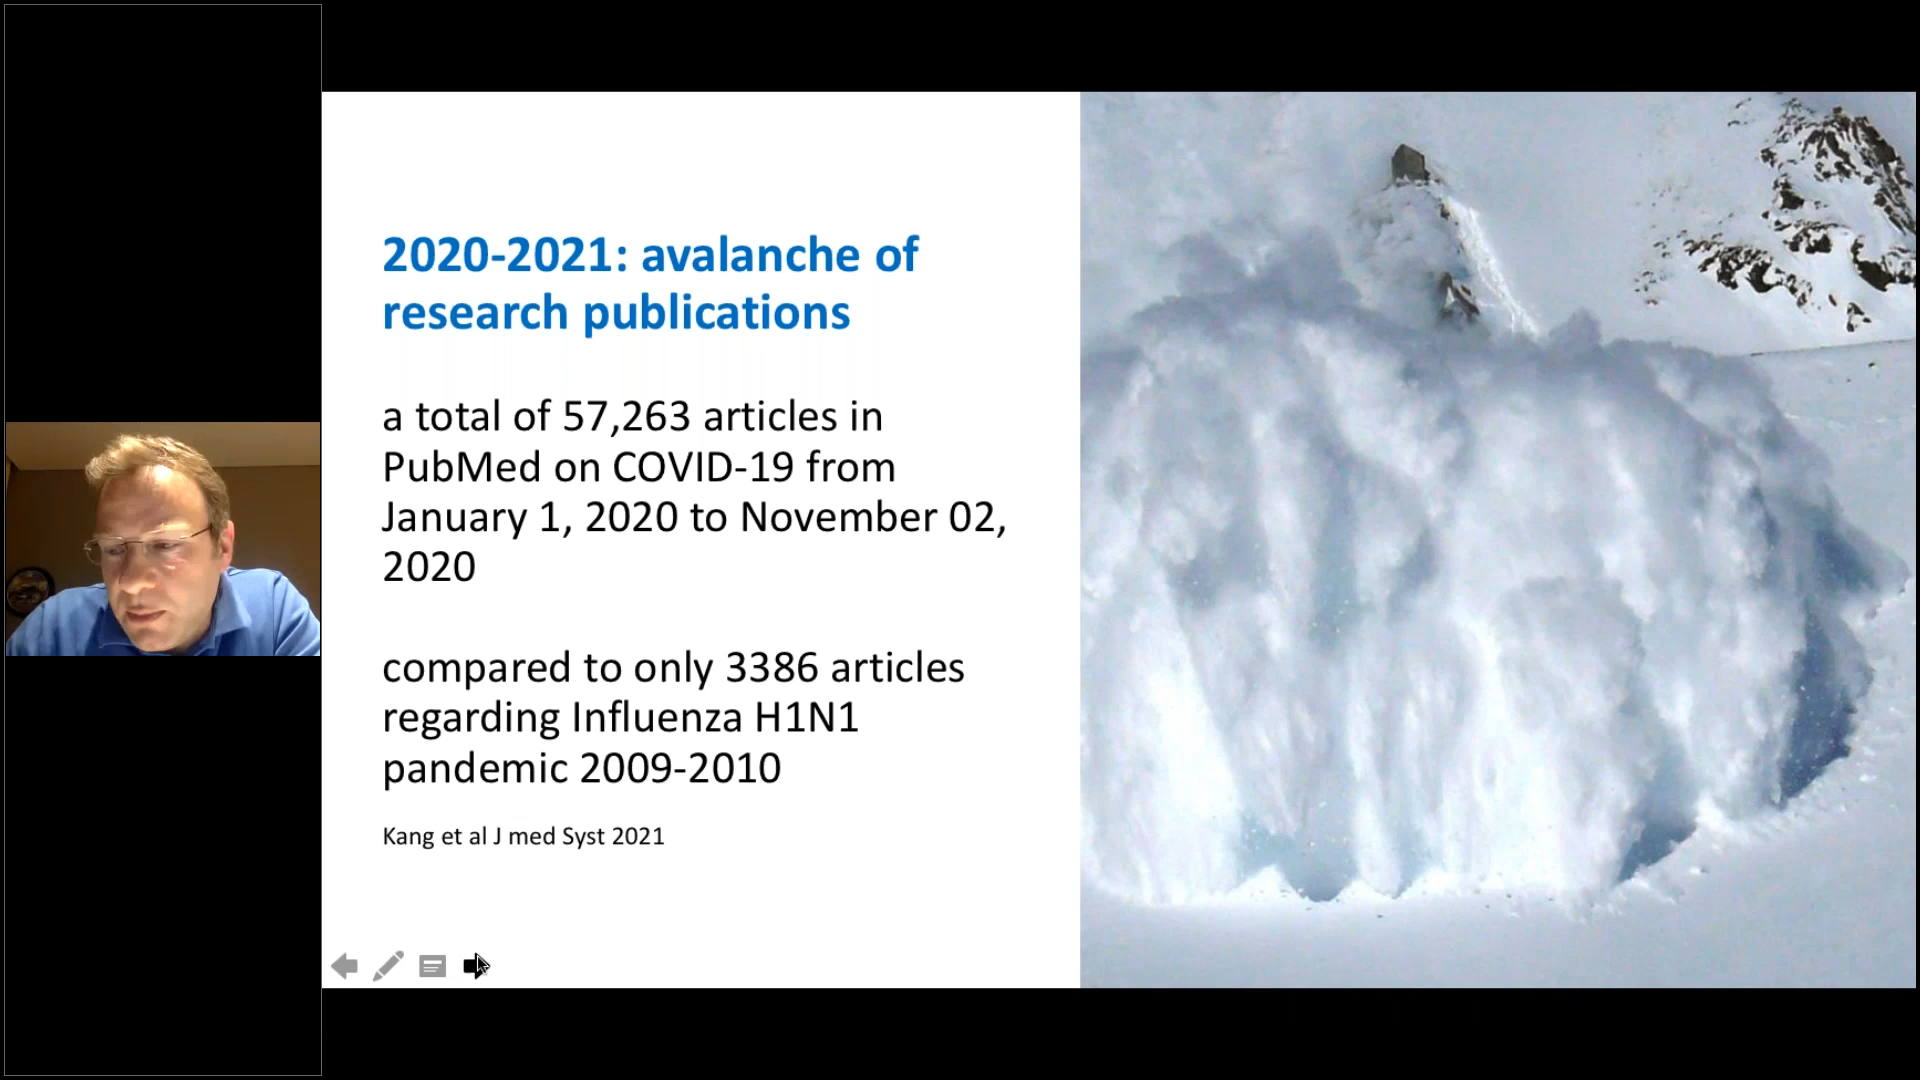 2020-2021: avalanche of
research publications
a total of 57,263 articles in
PubMed on COVID-19 from
January 1, 2020 to November 02,
2020
compared to only 3386 articles
regarding Influenza H1N1
pandemic 2009-2010
Kang et al J med Syst 2021